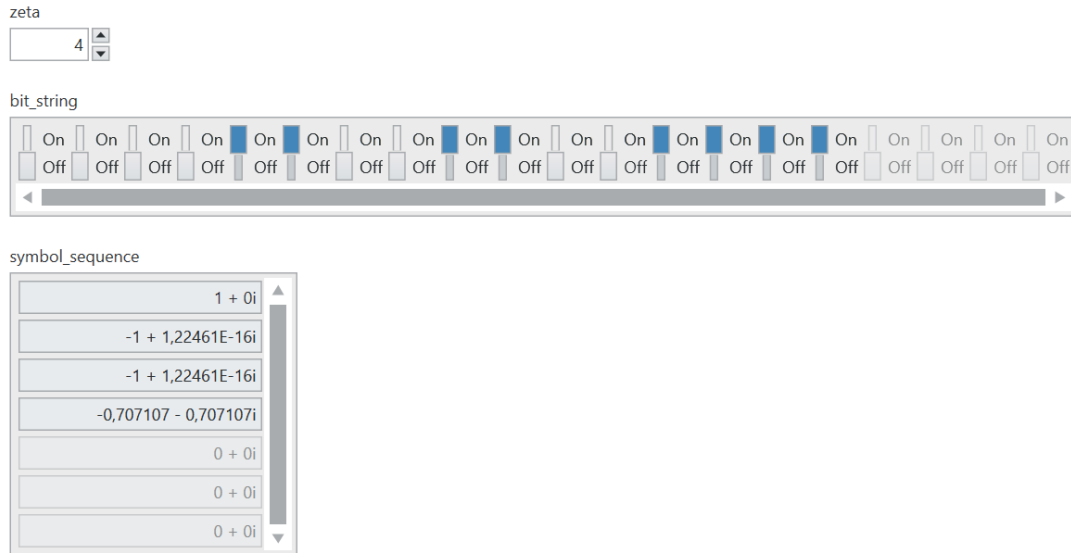 zeta
4
bit_string
On On On On On On On On On On On On On On On On On On On On
Off Off Off Off Off Off Off Off Off Off Off Off Off Off Off Off Off Off Off Off
symbol_sequence
1 + 0i
-1 + 1,22461E-16i
-1 + 1,22461E-16i
-0,707107 - 0,707107i
0 + 0i
0 + 0i
0 + 0i